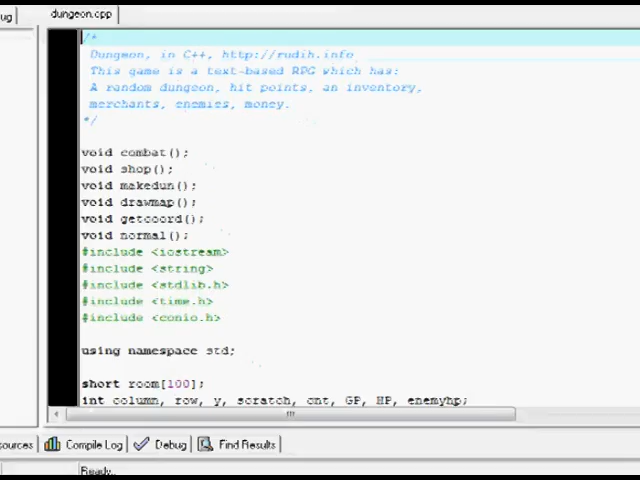 ug
dungeon.cpp
/*
Dungeon, in C++, http://rudih.info
This game is a text-based RPG which has:
A random dungeon, hit points, an inventory,
merchants, enemies, money.
*/
void combat();
void shop();
void makedun();
void drawmap();
void getcoord();
void normal();
#include <iostream>
#include <string>
#include <stdlib.h>
#include <time.h>
#include <conio.h>
using namespace std;
short room[100];
int column, row, y, scratch, cnt, GP, HP, enemyhp;
sources Compile Log Debug Find Results
Ready.